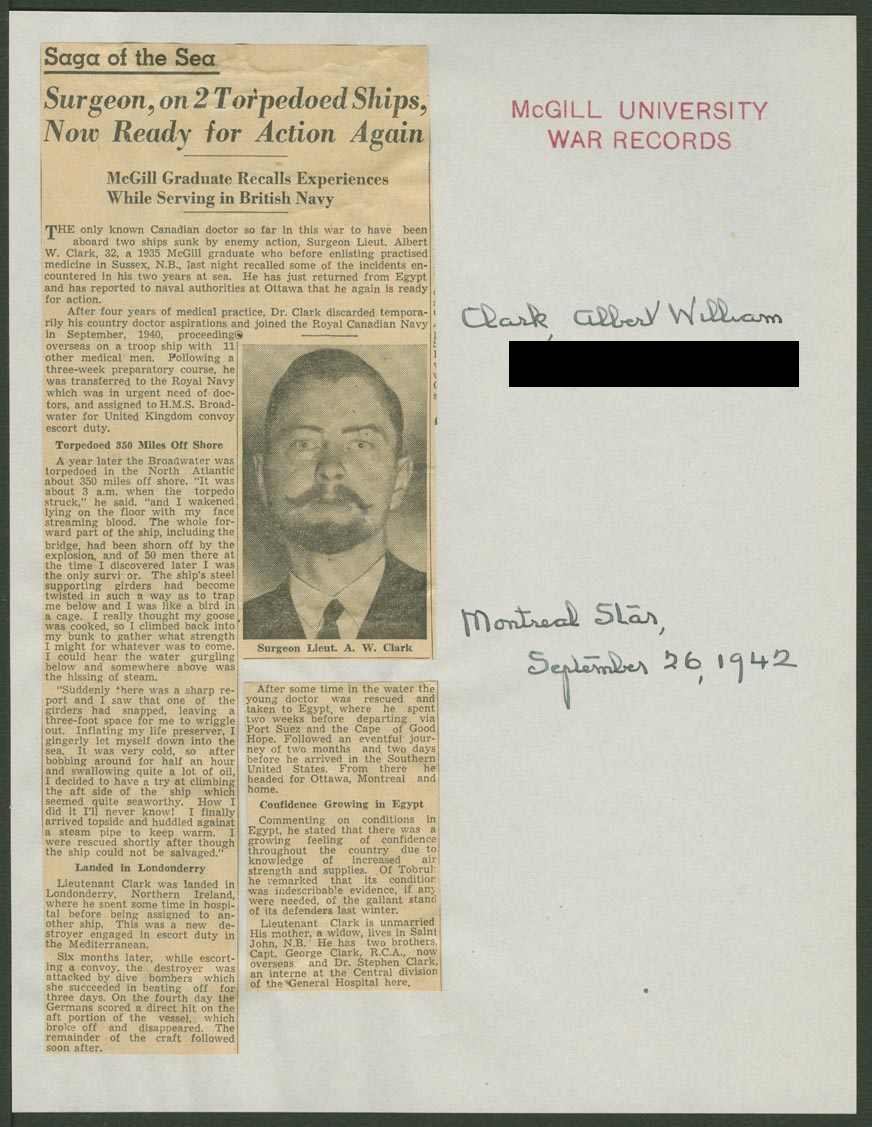 Saga of the Sea
Surgeon, on 2 Torpedoed Ships,
Now Ready for Action Again
McGill Graduate Recalls Experiences
While Serving in British Navy
THE only known Canadian doctor so far in this war to have been
aboard two ships sunk by enemy action, Surgeon Lieut. Albert
W. Clark, 32, a 1935 McGill graduate who before enlisting practised
medicine in Sussex, N.B., last night recalled some of the incidents en-
countered in his two years at sea. He has just returned from Egypt
and has reported to naval authorities at Ottawa that he again is ready
for action.
After four years of medical practice, Dr. Clark discarded tempora-
rily his country doctor aspirations and joined the Royal Canadian Navy
in September, 1940, proceeding
overseas on a troop ship with 11
other medical men. Following a
three-week preparatory course, he
was transferred to the Royal Navy
which was in urgent need of doc-
tors, and assigned to H.M.S. Broad-
water for United Kingdom convoy
escort duty.
Torpedoed 350 Miles Off Shore
A year later the Broadwater was
torpedoed in the North Atlantic
about 350 miles off shore. "It was
about 3 a.m. when the torpedo
struck," he said, "and I wakened
lying on the floor with my face
streaming blood. The whole for-
ward part of the ship, including the
bridge, had been shorn off by the
explosion, and of 50 men there at
the time I discovered later I was
the only survi or. The ship's steel
supporting girders had become
twisted in such a way as to trap
me below and I was like a bird in
a cage. I really thought my goose
was cooked, so I climbed back into
my bunk to gather what strength
I might for whatever was to come.
I could hear the water gurgling
below and somewhere above was
the hissing of steam.
"Suddenly there was a sharp re-
port and I saw that one of the
girders had snapped, leaving a
three-foot space for me to wriggle
out. Inflating my life preserver, I
gingerly let myself down into the
sea. It was very cold, so after
bobbing around for half an hour
and swallowing quite a lot of oil,
I decided to have a try at climbing
the aft side of the ship which
seemed quite seaworthy. How I
did it I'll never know! I finally
arrived topside and huddled against
a steam pipe to keep warm. I
were rescued shortly after though
the ship could not be salvaged."
Landed in Londonderry
Lieutenant Clark was landed in
Londonderry, Northern Ireland,
where he spent some time in hospi-
tal before being assigned to an-
other ship. This was a new de-
stroyer engaged in escort duty in
the Mediterranean.
Six months later, while escort-
ing a convoy, the destroyer was
attacked by dive bombers which
she succeeded in beating off for
three days. On the fourth day the
Germans scored a direct hit on the
aft portion of the vessel, which
broke off and disappeared. The
remainder of the craft followed
soon after.
Surgeon Lieut. A. W. Clark
After some time in the water the
young doctor was rescued and
taken to Egypt, where he spent
two weeks before departing via
Port Suez and the Cape of Good
Hope. Followed an eventful jour-
ney of two months and two days
before he arrived in the Southern
United States. From there he
headed for Ottawa, Montreal and
home.
Confidence Growing in Egypt
Commenting on conditions in
Egypt, he stated that there was a
growing feeling of confidence
throughout the country due to
knowledge of increased air
strength and supplies. Of Tobruk
he remarked that its condition
was indescribable evidence, if any
were needed, of the gallant stand
of its defenders last winter.
Lieutenant Clark is unmarried
His mother, a widow, lives in Saint
John, N.B. He has two brothers,
Capt. George Clark, R.C.A., now
overseas and Dr. Stephen Clark,
an interne at the Central division
of the General Hospital here.
McGILL UNIVERSITY
WAR RECORDS
Clark, Albert William
Montreal Star,
September 26, 1942